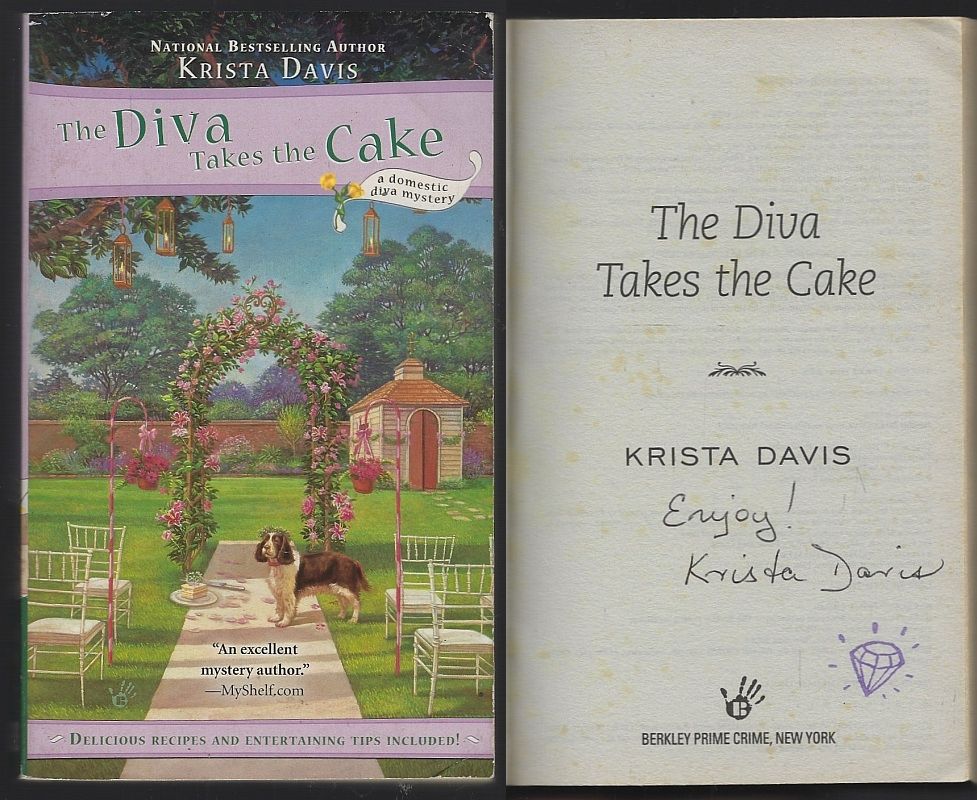 National Bestselling Author
Krista Davis
The Diva
Takes the Cake
a domestic
diva mystery
“An excellent
mystery author.”
—MyShelf.com
Delicious recipes and entertaining tips included!
The Diva
Takes the Cake
KRISTA DAVIS
Enjoy!
Krista Davis
B
BERKLEY PRIME CRIME, NEW YORK